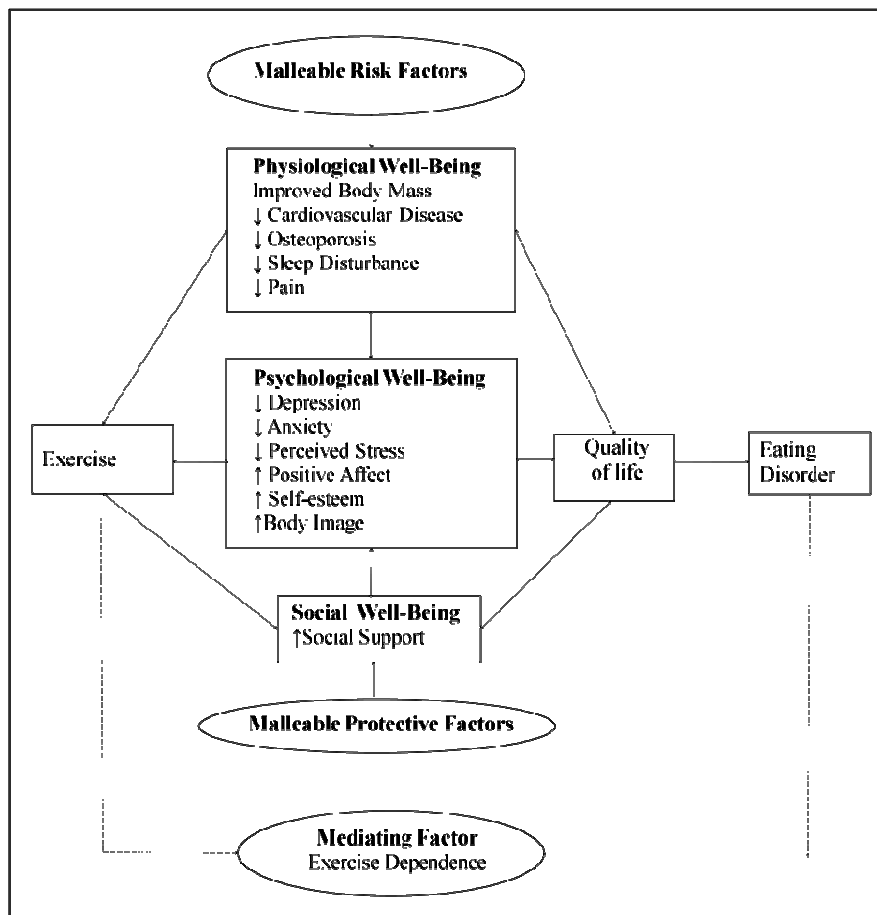 Malleable Risk Factors
Physiological Well-Being
Improved Body Mass
↓ Cardiovascular Disease
↓ Osteoporosis
↓ Sleep Disturbance
↓ Pain
Psychological Well-Being
↓ Depression
↓ Anxiety
↓ Perceived Stress
↑ Positive Affect
↑ Self-esteem
↑Body Image
Exercise
Quality
of life
Eating
Disorder
Social Well-Being
↑Social Support
Malleable Protective Factors
Mediating Factor
Exercise Dependence